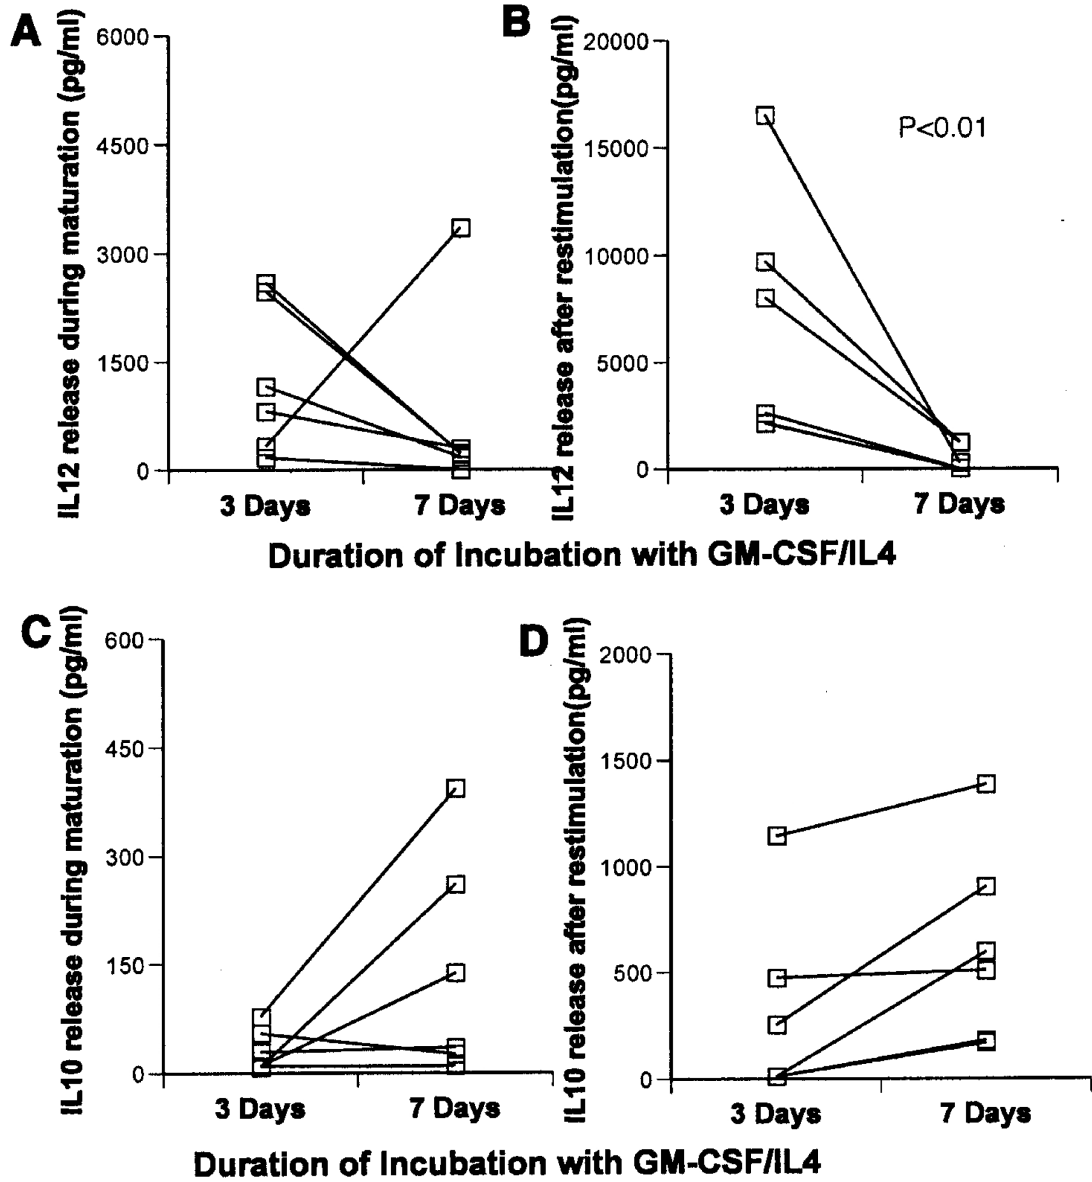 A
IL12 release during maturation (pg/ml)
6000
4500
3000
1500
0
3 Days
7 Days
B
IL12 release after restimulation(pg/ml)
20000
15000
10000
5000
0
P<0.01
3 Days
7 Days
Duration of Incubation with GM-CSF/IL4
C
IL10 release during maturation (pg/ml)
600
450
300
150
0
3 Days
7 Days
D
IL10 release after restimulation(pg/ml)
2000
1500
1000
500
0
3 Days
7 Days
Duration of Incubation with GM-CSF/IL4